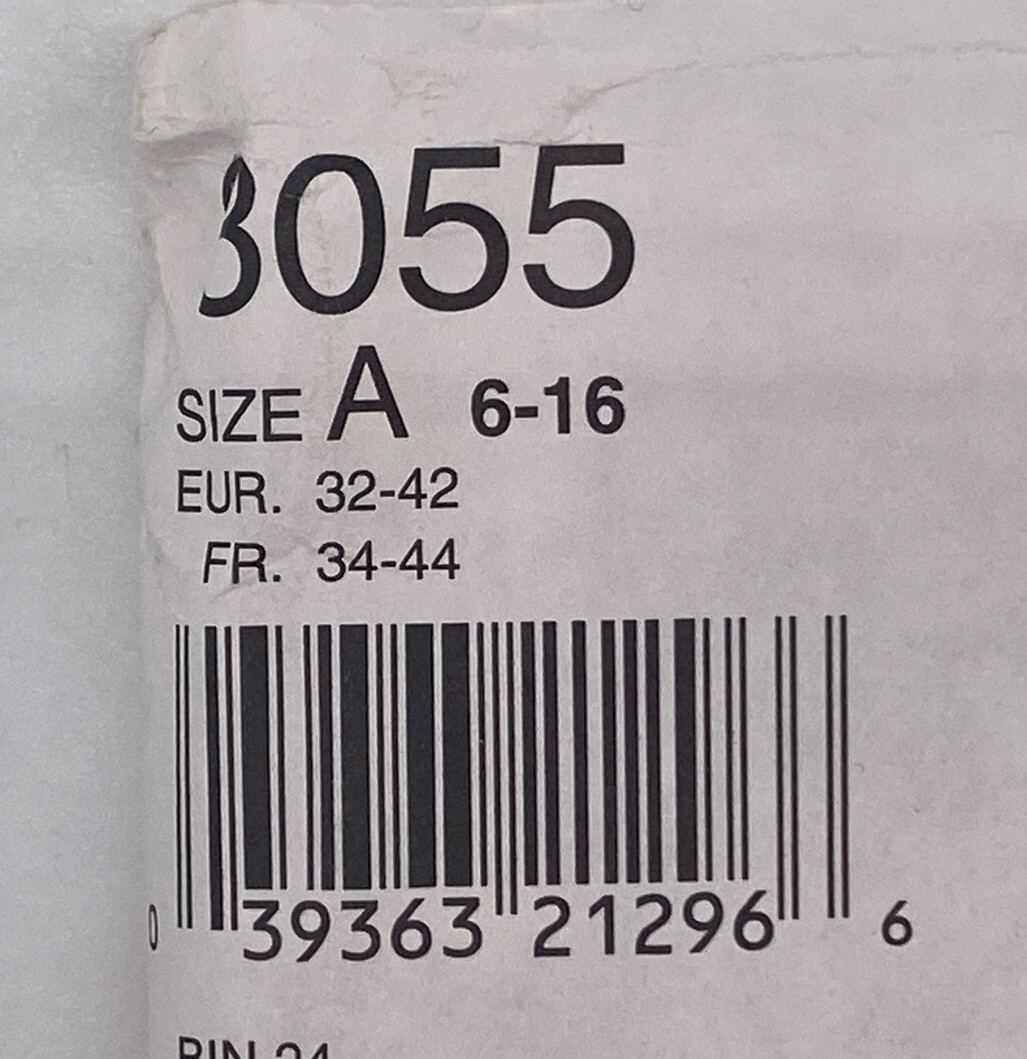 3055
SIZE A 6-16
EUR. 32-42
FR. 34-44
0 39363 21296 6